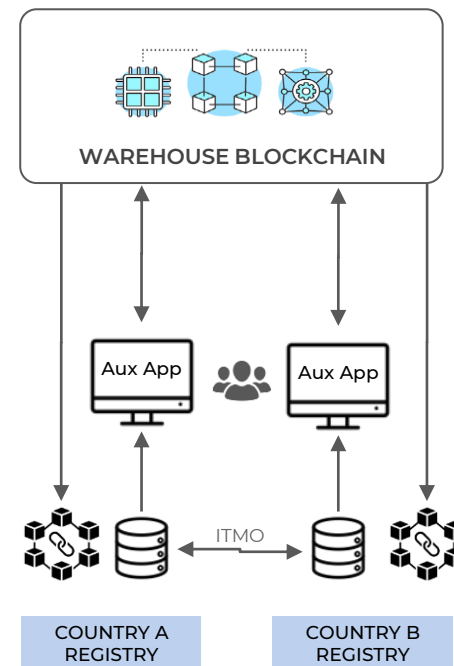 WAREHOUSE BLOCKCHAIN
Aux App
Aux App
ITMO
COUNTRY A
REGISTRY
COUNTRY B
REGISTRY